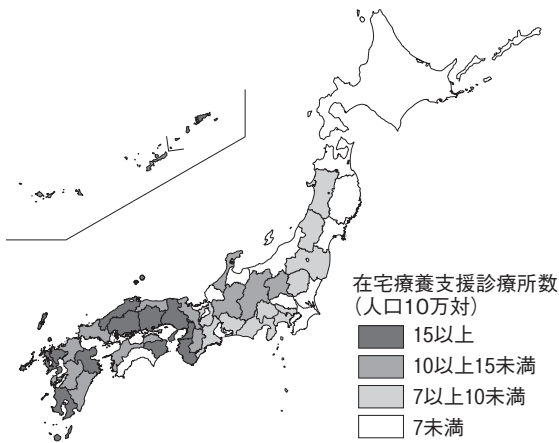 在宅療養支援診療所数
(人口10万対)
15以上
10以上15未満
7以上10未満
7未満